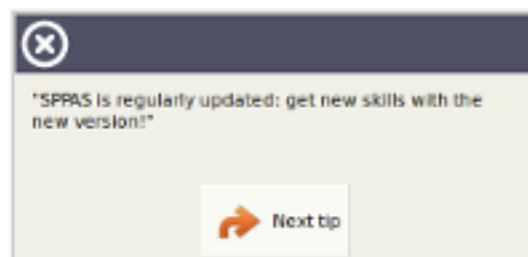 "SPPAS is regularly updated: get new skills with the
new version!"
Next tip